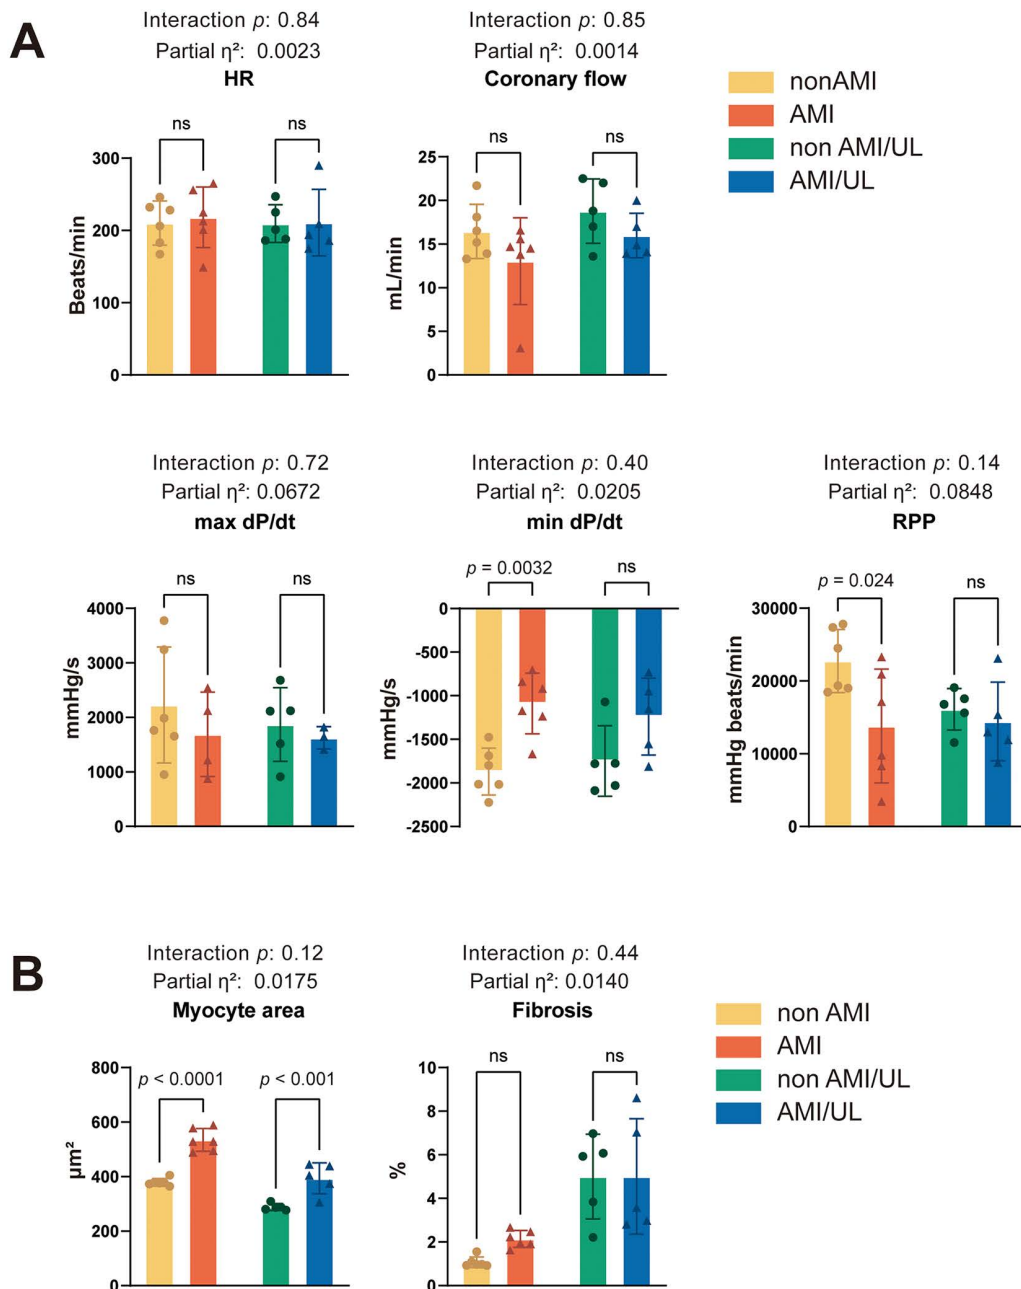 A
Interaction p: 0.84
Partial η²: 0.0023
HR
ns
ns
300
200
100
0
Beats/min
Interaction p: 0.85
Partial η²: 0.0014
Coronary flow
ns
ns
25
20
15
10
5
0
mL/min
nonAMI
AMI
non AMI/UL
AMI/UL
Interaction p: 0.72
Partial η²: 0.0672
max dP/dt
ns
ns
4000
3000
2000
1000
0
mmHg/s
Interaction p: 0.40
Partial η²: 0.0205
min dP/dt
p = 0.0032
ns
0
-500
-1000
-1500
-2000
-2500
mmHg/s
Interaction p: 0.14
Partial η²: 0.0848
RPP
p = 0.024
ns
30000
20000
10000
0
mmHg beats/min
B
Interaction p: 0.12
Partial η²: 0.0175
Myocyte area
p < 0.0001
p < 0.001
800
600
400
200
0
µm²
Interaction p: 0.44
Partial η²: 0.0140
Fibrosis
ns
ns
10
8
6
4
2
0
%
non AMI
AMI
non AMI/UL
AMI/UL